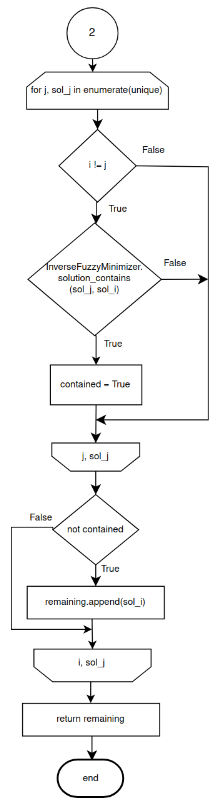 2
for j, sol_j in enumerate(unique)
False
i != j
True
InverseFuzzyMinimizer.
solution_contains
(sol_j, sol_i)
False
True
contained = True
j, sol_j
False
not contained
True
remaining.append(sol_i)
i, sol_j
return remaining
end